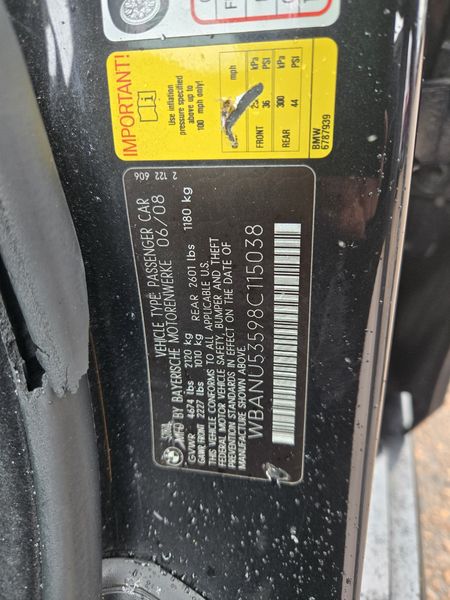 IMPORTANT!
Use inflation
pressure specified
above only up to
100 mph only!
mph
kPa
PSI
kPa
PSI
FRONT
36
REAR
300
44
BMW
6787939
2 122 606
VEHICLE TYPE: PASSENGER CAR
MFD BY BAYERISCHE MOTORENWERKE 06/08
GVWR 4674 lbs 2120 kg
GAWR FRONT 2227 lbs 1010 kg REAR 2601 lbs 1180 kg
THIS VEHICLE CONFORMS TO ALL APPLICABLE U.S.
FEDERAL MOTOR VEHICLE SAFETY, BUMPER AND THEFT
PREVENTION STANDARDS IN EFFECT ON THE DATE OF
MANUFACTURE SHOWN ABOVE.
WBANU53598C115038